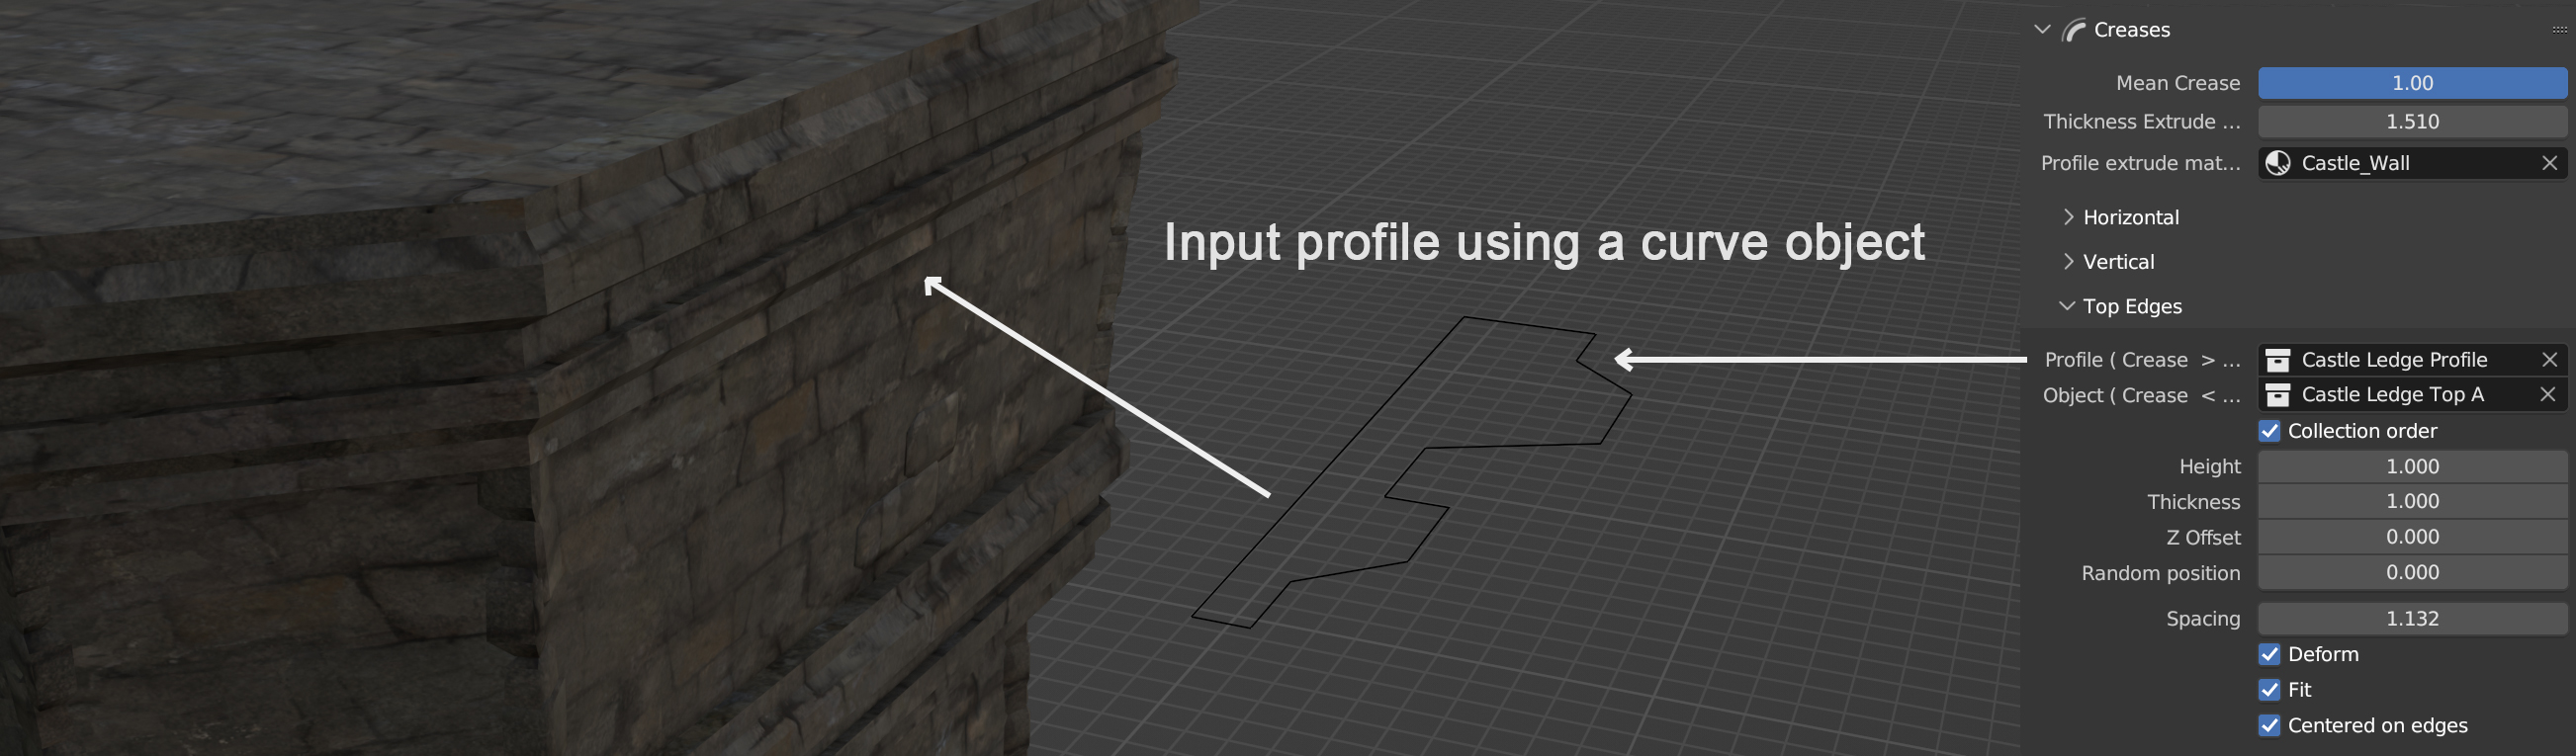 Creases
Mean Crease 1.00
Thickness Extrude ... 1.510
Profile extrude mat... Castle_Wall
Horizontal
Input profile using a curve object
Vertical
Top Edges
Profile ( Crease > ... Castle Ledge Profile
Object ( Crease < ... Castle Ledge Top A
Collection order
Height 1.000
Thickness 1.000
Z Offset 0.000
Random position 0.000
Spacing 1.132
Deform
Fit
Centered on edges